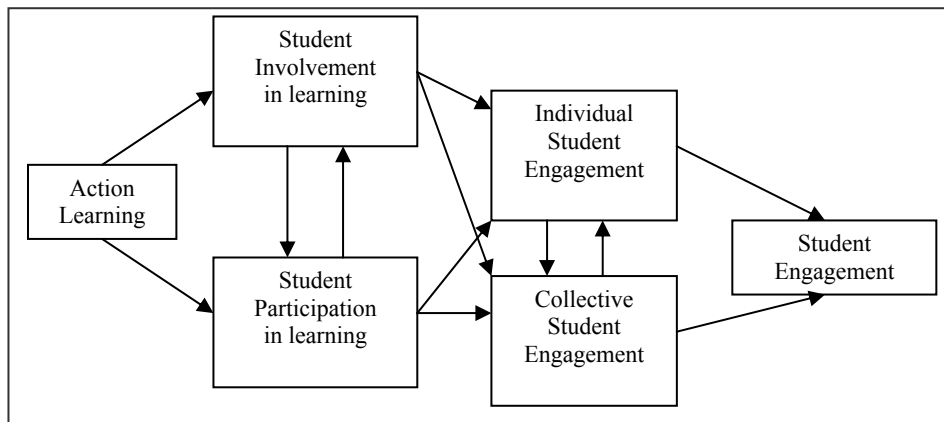 Action
Learning
Student
Involvement
in learning
Student
Participation
in learning
Individual
Student
Engagement
Collective
Student
Engagement
Student
Engagement